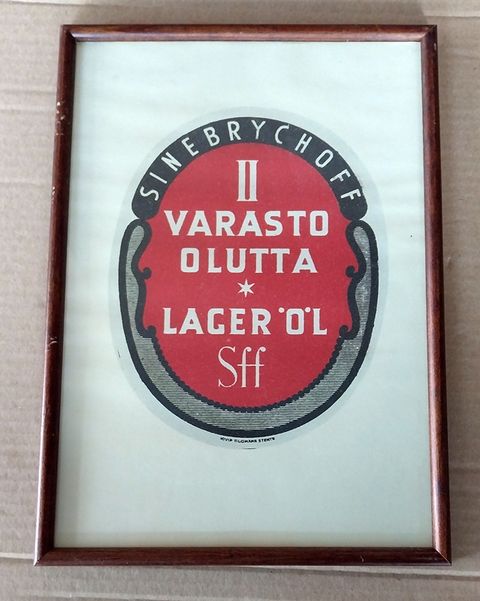 SINEBRYCHOFF
II
VARASTO
OLUTTA
LAGER ÖL
Sff